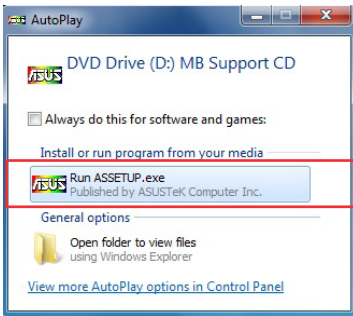 AutoPlay
DVD Drive (D:) MB Support CD
Always do this for software and games:
Install or run program from your media
Run ASSETUP.exe
Published by ASUSTeK Computer Inc.
General options
Open folder to view files
using Windows Explorer
View more AutoPlay options in Control Panel